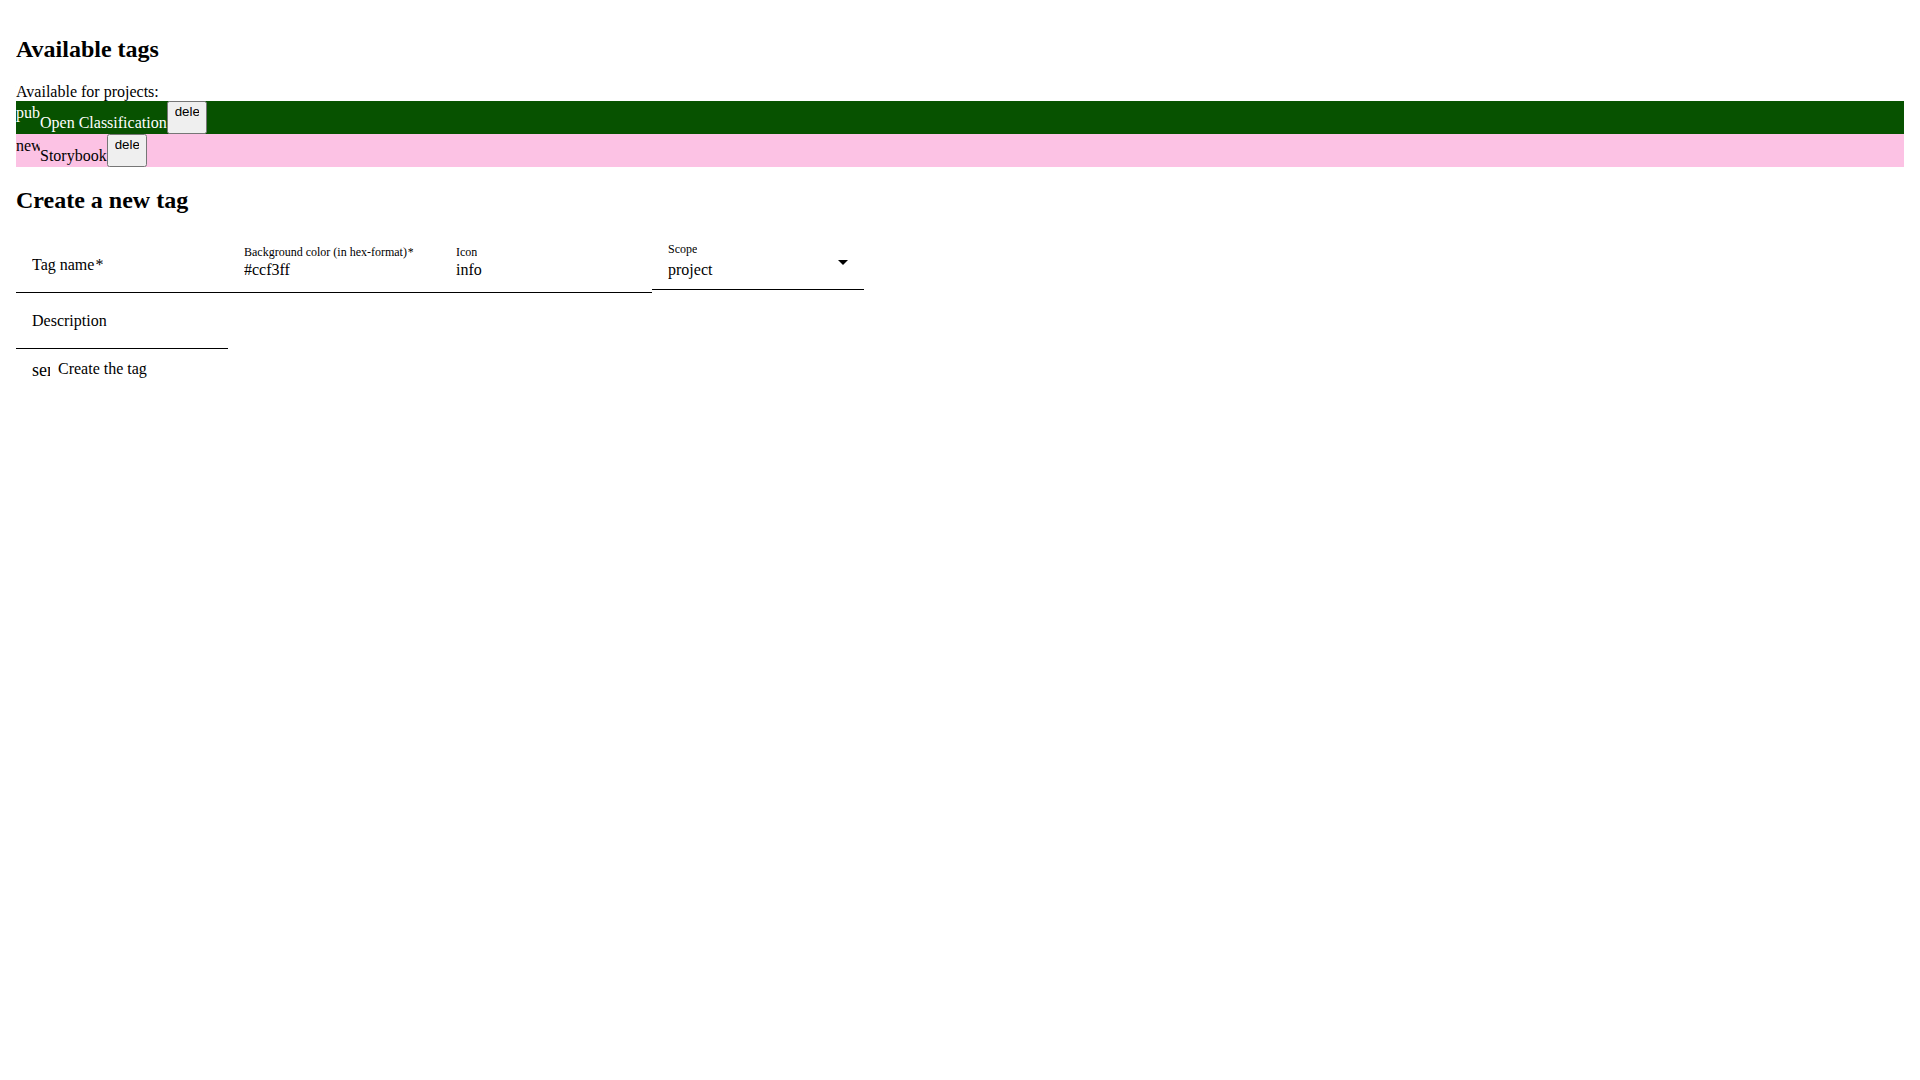 Available tags
Available for projects:
pub Open Classification dele
new Storybook dele
Create a new tag
Tag name* Background color (in hex-format)* Icon Scope
#ccf3ff info project
Description
ser Create the tag